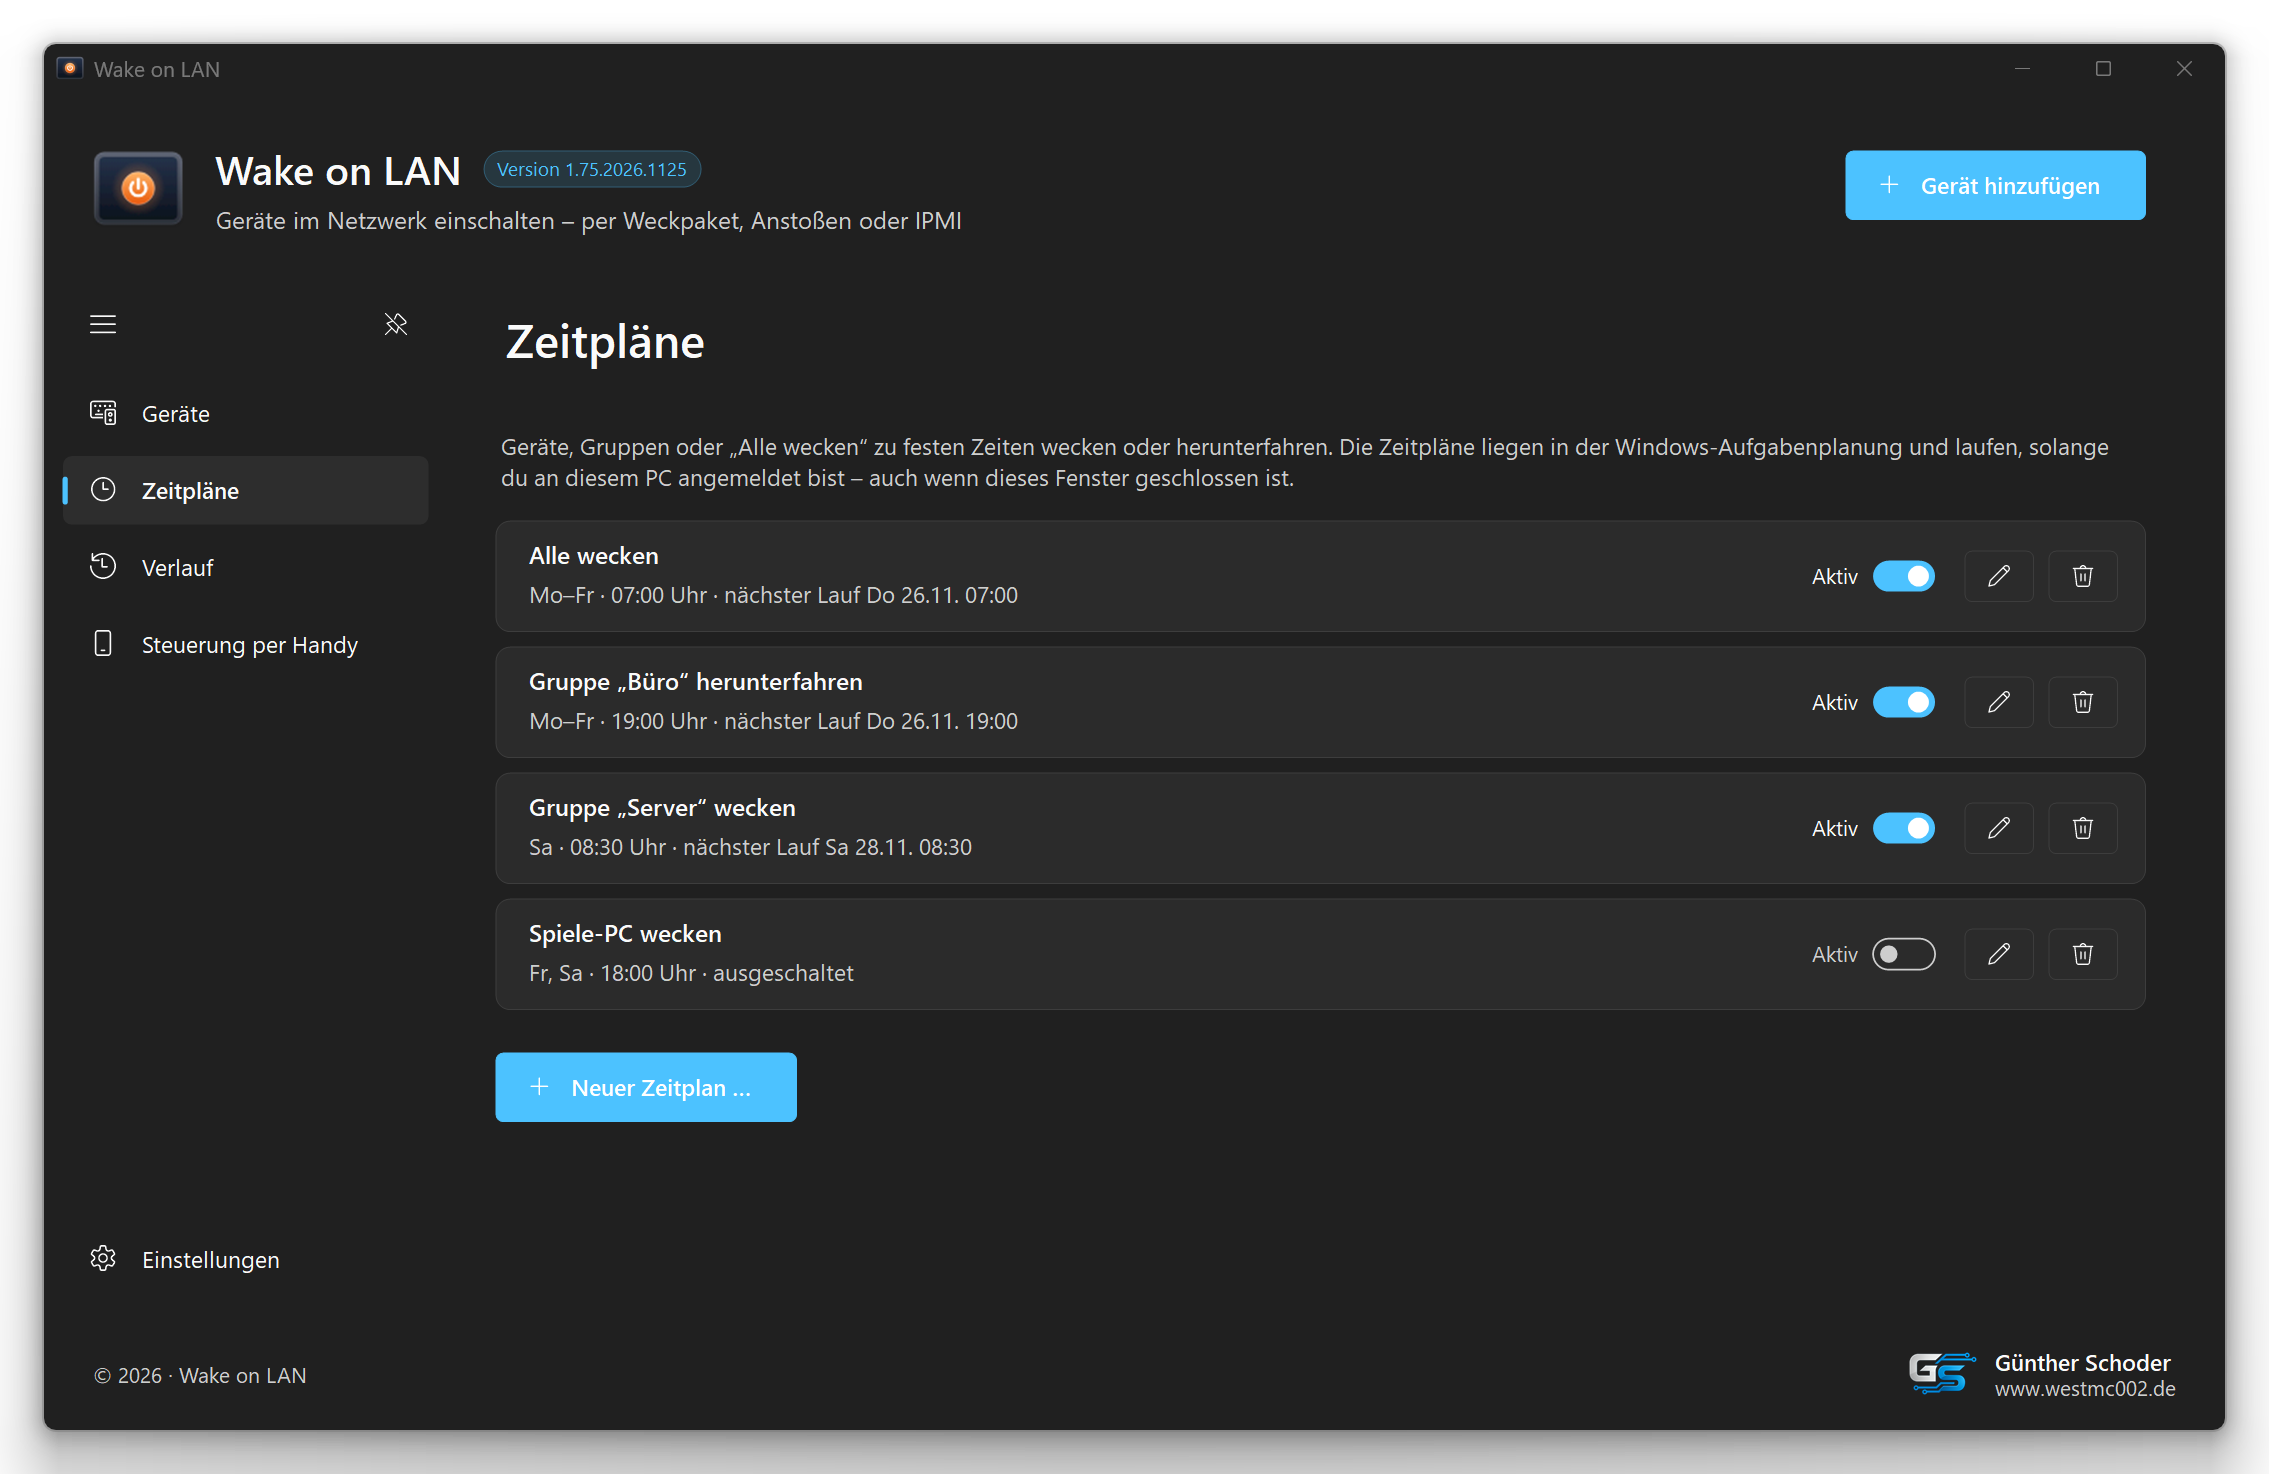 Wake on LAN
Wake on LAN
Version 1.75.2026.1125
Geräte im Netzwerk einschalten – per Weckpaket, Anstoßen oder IPMI
Gerät hinzufügen
Geräte
Zeitpläne
Verlauf
Steuerung per Handy
Einstellungen
Zeitpläne
Geräte, Gruppen oder „Alle wecken“ zu festen Zeiten wecken oder herunterfahren. Die Zeitpläne liegen in der Windows-Aufgabenplanung und laufen, solange
du an diesem PC angemeldet bist – auch wenn dieses Fenster geschlossen ist.
Alle wecken
Mo–Fr · 07:00 Uhr · nächster Lauf Do 26.11. 07:00
Aktiv
Gruppe „Büro“ herunterfahren
Mo–Fr · 19:00 Uhr · nächster Lauf Do 26.11. 19:00
Aktiv
Gruppe „Server“ wecken
Sa · 08:30 Uhr · nächster Lauf Sa 28.11. 08:30
Aktiv
Spiele-PC wecken
Fr, Sa · 18:00 Uhr · ausgeschaltet
Aktiv
Neuer Zeitplan ...
© 2026 · Wake on LAN
GS
Günther Schoder
www.westmc002.de